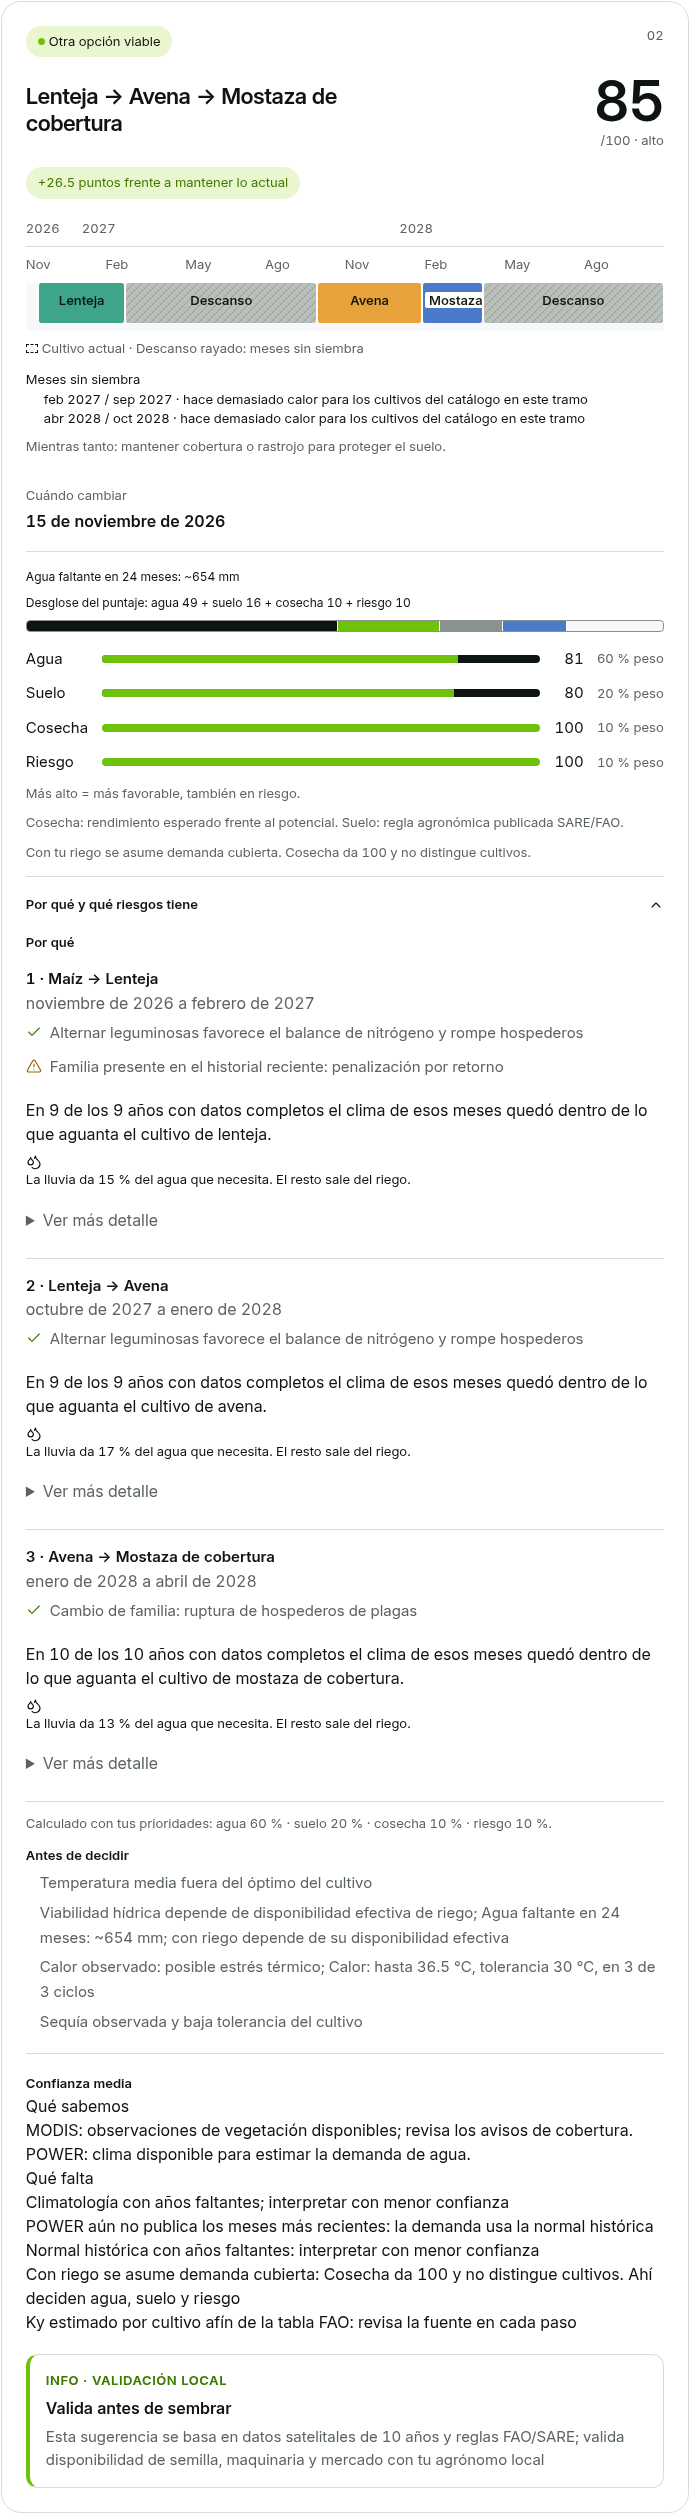 Otra opción viable
02
Lenteja → Avena → Mostaza de
cobertura
85
/100 · alto
+26.5 puntos frente a mantener lo actual
2026 2027 2028
Nov Feb May Ago Nov Feb May Ago
Lenteja Descanso Avena Mostaza Descanso
Cultivo actual · Descanso rayado: meses sin siembra
Meses sin siembra
feb 2027 / sep 2027 · hace demasiado calor para los cultivos del catálogo en este tramo
abr 2028 / oct 2028 · hace demasiado calor para los cultivos del catálogo en este tramo
Mientras tanto: mantener cobertura o rastrojo para proteger el suelo.
Cuándo cambiar
15 de noviembre de 2026
Agua faltante en 24 meses: ~654 mm
Desglose del puntaje: agua 49 + suelo 16 + cosecha 10 + riesgo 10
Agua 81 60 % peso
Suelo 80 20 % peso
Cosecha 100 10 % peso
Riesgo 100 10 % peso
Más alto = más favorable, también en riesgo.
Cosecha: rendimiento esperado frente al potencial. Suelo: regla agronómica publicada SARE/FAO.
Con tu riego se asume demanda cubierta. Cosecha da 100 y no distingue cultivos.
Por qué y qué riesgos tiene
Por qué
1 · Maíz → Lenteja
noviembre de 2026 a febrero de 2027
Alternar leguminosas favorece el balance de nitrógeno y rompe hospederos
Familia presente en el historial reciente: penalización por retorno
En 9 de los 9 años con datos completos el clima de esos meses quedó dentro de lo
que aguanta el cultivo de lenteja.
La lluvia da 15 % del agua que necesita. El resto sale del riego.
Ver más detalle
2 · Lenteja → Avena
octubre de 2027 a enero de 2028
Alternar leguminosas favorece el balance de nitrógeno y rompe hospederos
En 9 de los 9 años con datos completos el clima de esos meses quedó dentro de lo
que aguanta el cultivo de avena.
La lluvia da 17 % del agua que necesita. El resto sale del riego.
Ver más detalle
3 · Avena → Mostaza de cobertura
enero de 2028 a abril de 2028
Cambio de familia: ruptura de hospederos de plagas
En 10 de los 10 años con datos completos el clima de esos meses quedó dentro de
lo que aguanta el cultivo de mostaza de cobertura.
La lluvia da 13 % del agua que necesita. El resto sale del riego.
Ver más detalle
Calculado con tus prioridades: agua 60 % · suelo 20 % · cosecha 10 % · riesgo 10 %.
Antes de decidir
Temperatura media fuera del óptimo del cultivo
Viabilidad hídrica depende de disponibilidad efectiva de riego; Agua faltante en 24
meses: ~654 mm; con riego depende de su disponibilidad efectiva
Calor observado: posible estrés térmico; Calor: hasta 36.5 °C, tolerancia 30 °C, en 3 de
3 ciclos
Sequía observada y baja tolerancia del cultivo
Confianza media
Qué sabemos
MODIS: observaciones de vegetación disponibles; revisa los avisos de cobertura.
POWER: clima disponible para estimar la demanda de agua.
Qué falta
Climatología con años faltantes; interpretar con menor confianza
POWER aún no publica los meses más recientes: la demanda usa la normal histórica
Normal histórica con años faltantes: interpretar con menor confianza
Con riego se asume demanda cubierta: Cosecha da 100 y no distingue cultivos. Ahí
deciden agua, suelo y riesgo
Ky estimado por cultivo afín de la tabla FAO: revisa la fuente en cada paso
INFO · VALIDACIÓN LOCAL
Valida antes de sembrar
Esta sugerencia se basa en datos satelitales de 10 años y reglas FAO/SARE; valida
disponibilidad de semilla, maquinaria y mercado con tu agrónomo local